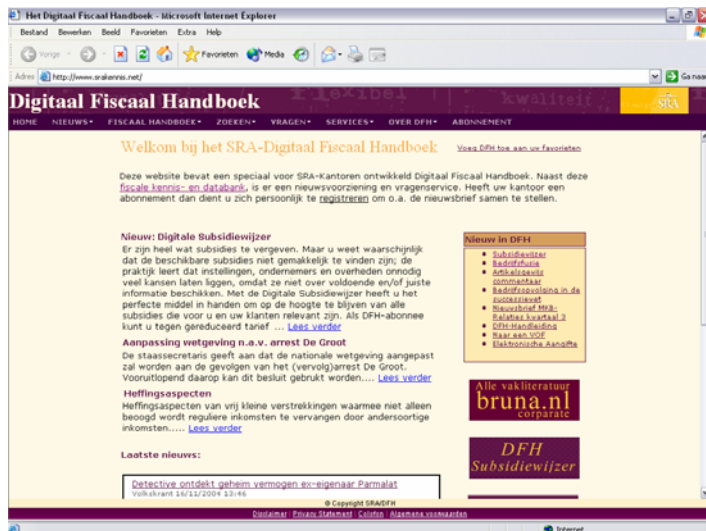 Het Digitaal Fiscaal Handboek - Microsoft Internet Explorer
Bestand Bewerken Beeld Favorieten Extra Help
Vorige Favorieten Media
Adres http://www.srakennis.net/ Ga naar
Digitaal Fiscaal Handboek flexibel kwaliteit SRA
HOME NIEUWS FISCAAL HANDBOEK ZOEKEN VRAGEN SERVICES OVER DFH ABONNEMENT
Welkom bij het SRA-Digitaal Fiscaal Handboek Voeg DFH toe aan uw favorieten
Deze website bevat een speciaal voor SRA-Kantoren ontwikkeld Digitaal Fiscaal Handboek. Naast deze
fiscale kennis- en databank, is er een nieuwsvoorziening en vragenservice. Heeft uw kantoor een
abonnement dan dient u zich persoonlijk te registreren om o.a. de nieuwsbrief samen te stellen.
Nieuw: Digitale Subsidiewijzer
Er zijn heel wat subsidies te vergeven. Maar u weet waarschijnlijk
dat de beschikbare subsidies niet gemakkelijk te vinden zijn; de
praktijk leert dat instellingen, ondernemers en overheden onnodig
veel kansen laten liggen, omdat ze niet over voldoende en/of juiste
informatie beschikken. Met de Digitale Subsidiewijzer heeft u het
perfecte middel in handen om op de hoogte te blijven van alle
subsidies die voor u en uw klanten relevant zijn. Als DFH-abonnee
kunt u tegen gereduceerd tarief ... Lees verder
Aanpassing wetgeving n.a.v. arrest De Groot
De staassecretaris geeft aan dat de nationale wetgeving aangepast
zal worden aan de gevolgen van het (vervolg)arrest De Groot.
Vooruitlopend daarop kan dit besluit gebruikt worden.... Lees verder
Heffingsaspecten
Heffingsaspecten van vrij kleine verstrekkingen waarmee niet alleen
beoogd wordt reguliere inkomsten te vervangen door andersoortige
inkomsten..... Lees verder
Laatste nieuws:
Detective ontdekt geheim vermogen ex-eigenaar Parmalat
Volkskrant 16/11/2004 13:46
Nieuw in DFH
Subsidiewijzer
Bedrijfsfusie
Artikelsgewijs
commentaar
Bedrijfsopvolging in de
successiewet
Nieuwsbrief MKB-
Relaties kwartaal 3
DFH-Handleiding
Naar een VOF
Elektronische Aangifte
Alle vakliteratuur
bruna.nl
corporate
DFH
Subsidiewijzer
© Copyright SRA/DFH
Disclaimer | Privacy Statement | Colofon | Algemene voorwaarden
Internet